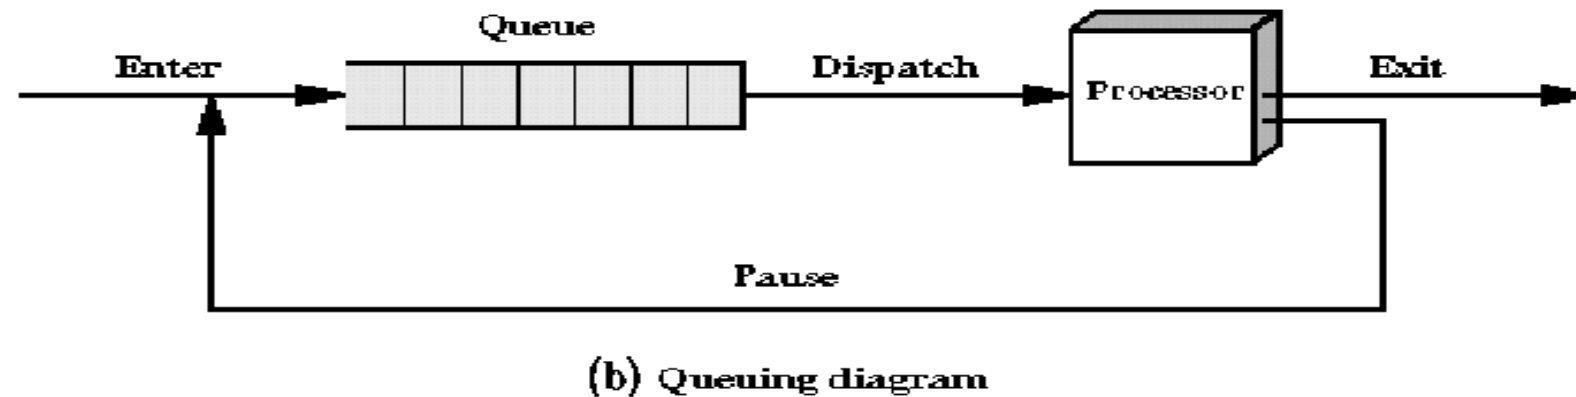 Queue
Enter
Dispatch
Processor
Exit
Pause
(b) Queuing diagram